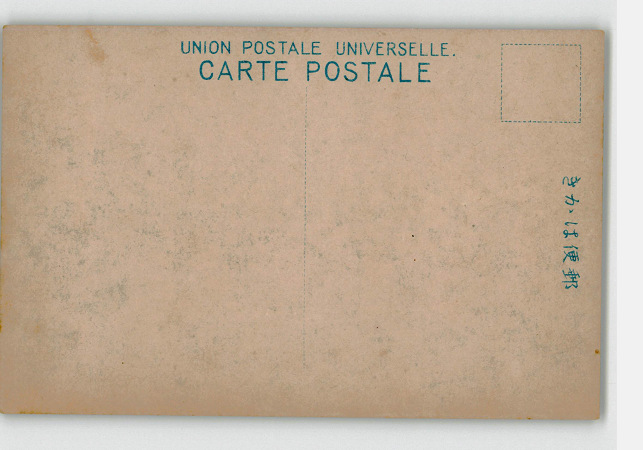 UNION POSTALE UNIVERSELLE.
CARTE POSTALE
郵便はがき